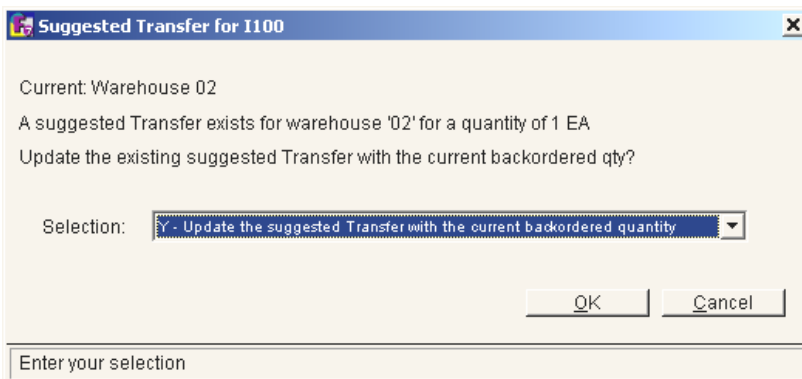 Suggested Transfer for I100
Current: Warehouse 02
A suggested Transfer exists for warehouse '02' for a quantity of 1 EA
Update the existing suggested Transfer with the current backordered qty?
Selection: Y - Update the suggested Transfer with the current backordered quantity
OK Cancel
Enter your selection